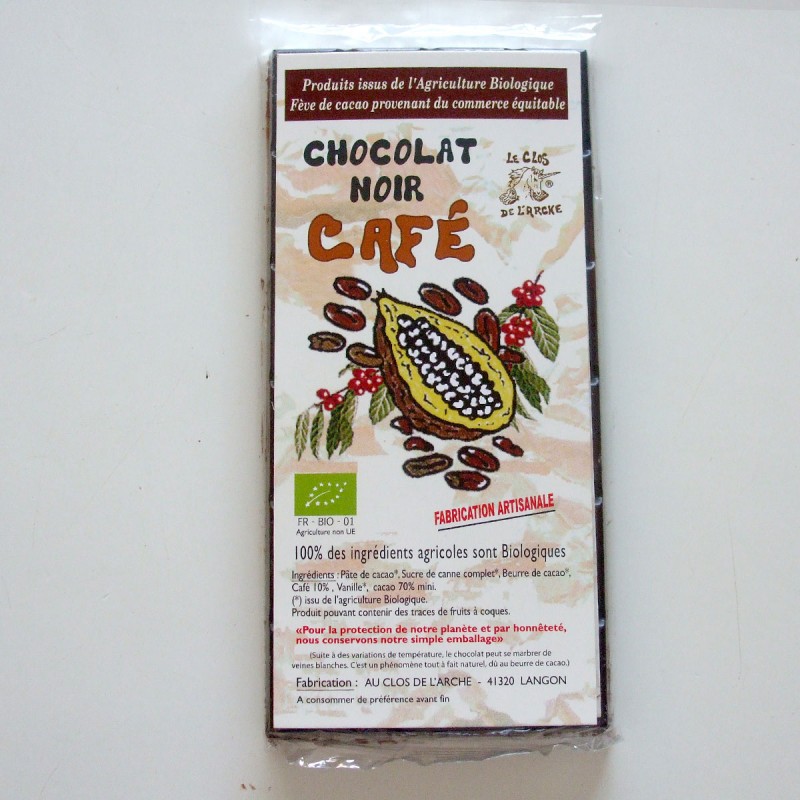 Produits issus de l'Agriculture Biologique
Fève de cacao provenant du commerce équitable
CHOCOLAT
NOIR
CAFÉ
LE CLOS
®
DE L'ARCHE
FR - BIO - 01
Agriculture non UE
FABRICATION ARTISANALE
100% des ingrédients agricoles sont Biologiques
Ingrédients : Pâte de cacao*, Sucre de canne complet*, Beurre de cacao*,
Café 10% , Vanille*, cacao 70% mini.
(*) issu de l'agriculture Biologique.
Produit pouvant contenir des traces de fruits à coques.
«Pour la protection de notre planète et par honnêteté,
nous conservons notre simple emballage»
(Suite à des variations de température, le chocolat peut se marbrer de
veines blanches. C'est un phénomène tout à fait naturel, dû au beurre de cacao.)
Fabrication : AU CLOS DE L'ARCHE - 41320 LANGON
A consommer de préférence avant fin